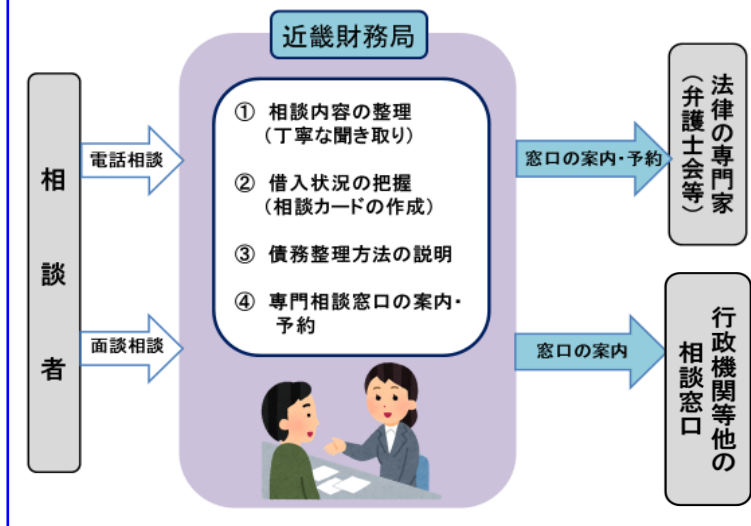 近畿財務局
相談者
電話相談
面談相談
① 相談内容の整理
(丁寧な聞き取り)
② 借入状況の把握
(相談カードの作成)
③ 債務整理方法の説明
④ 専門相談窓口の案内・
予約
窓口の案内・予約
窓口の案内
法律の専門家
(弁護士会等)
行政機関等他の
相談窓口